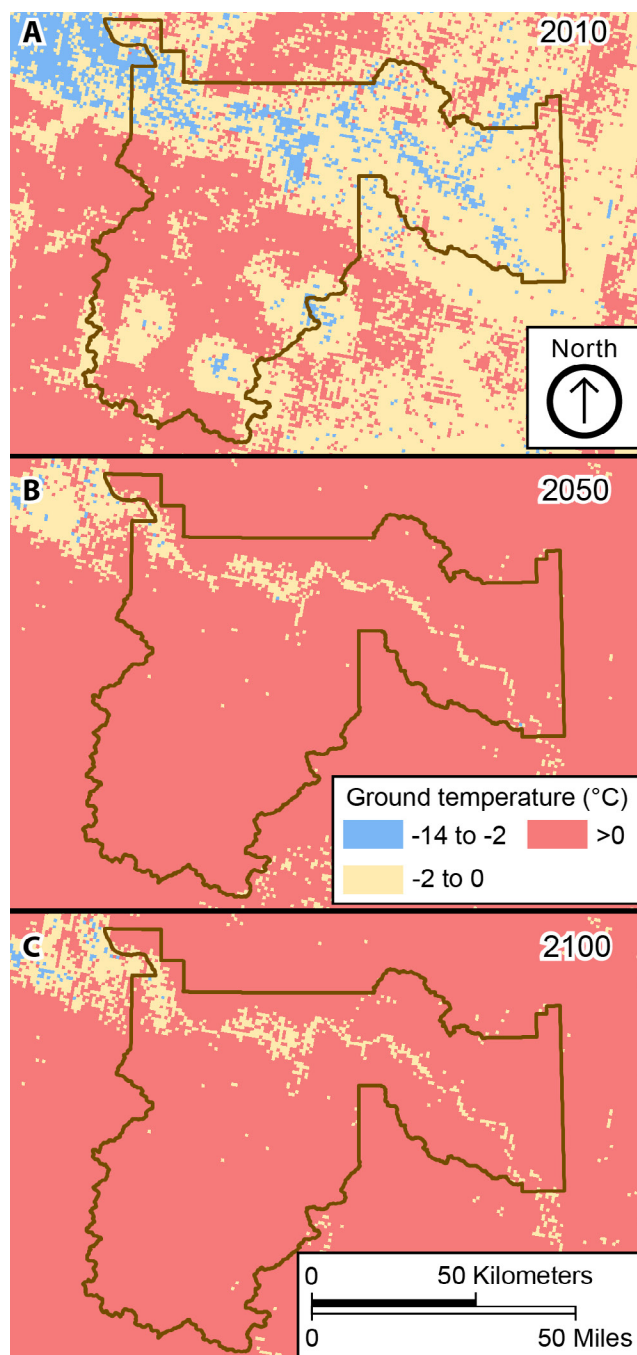 A
2010
North
B
2050
Ground temperature (°C)
-14 to -2
>0
-2 to 0
C
2100
0
50 Kilometers
0
50 Miles